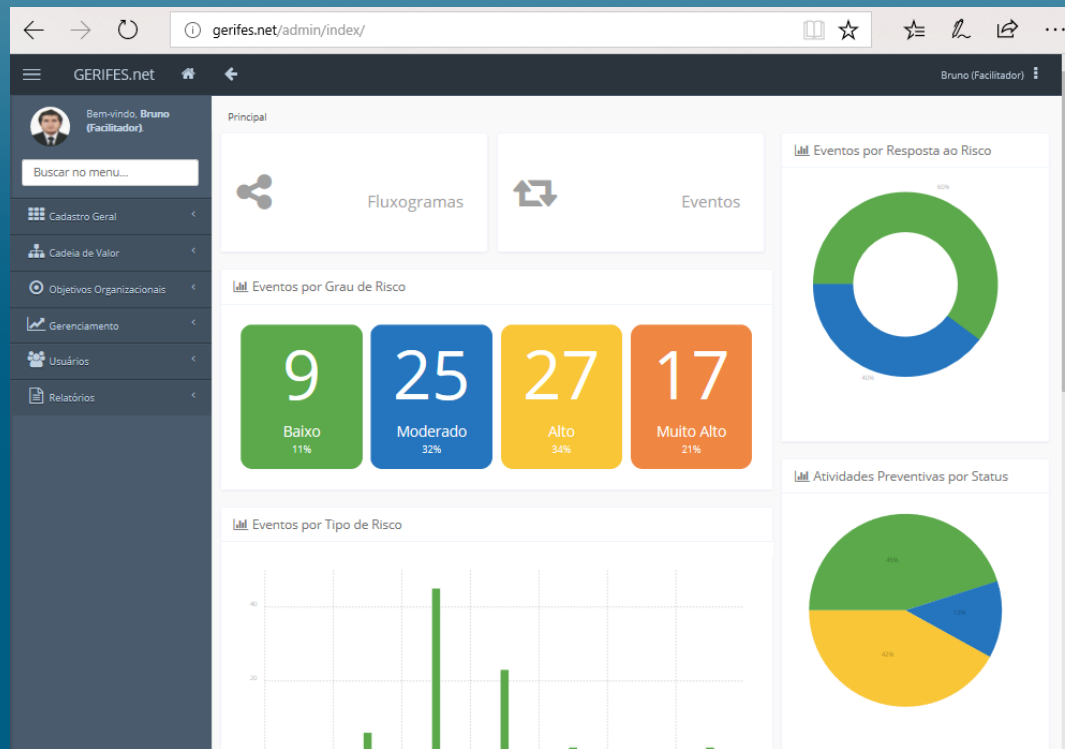 gerifes.net/admin/index/
GERIFES.net
Bruno (Facilitador)
Bem-vindo, Bruno
(Facilitador).
Buscar no menu...
Cadastro Geral
Cadeia de Valor
Objetivos Organizacionais
Gerenciamento
Usuários
Relatórios
Principal
Fluxogramas
Eventos
Eventos por Grau de Risco
9
Baixo
11%
25
Moderado
32%
27
Alto
34%
17
Muito Alto
21%
Eventos por Tipo de Risco
40
20
Eventos por Resposta ao Risco
60%
40%
Atividades Preventivas por Status
45%
13%
42%